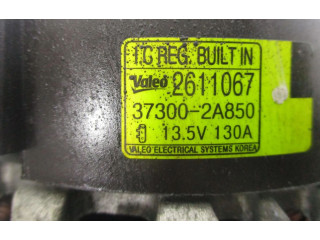 I.C REG. BUILT IN
Valeo 2611067
37300-2A850
13.5V 130A
VALEO ELECTRICAL SYSTEMS KOREA